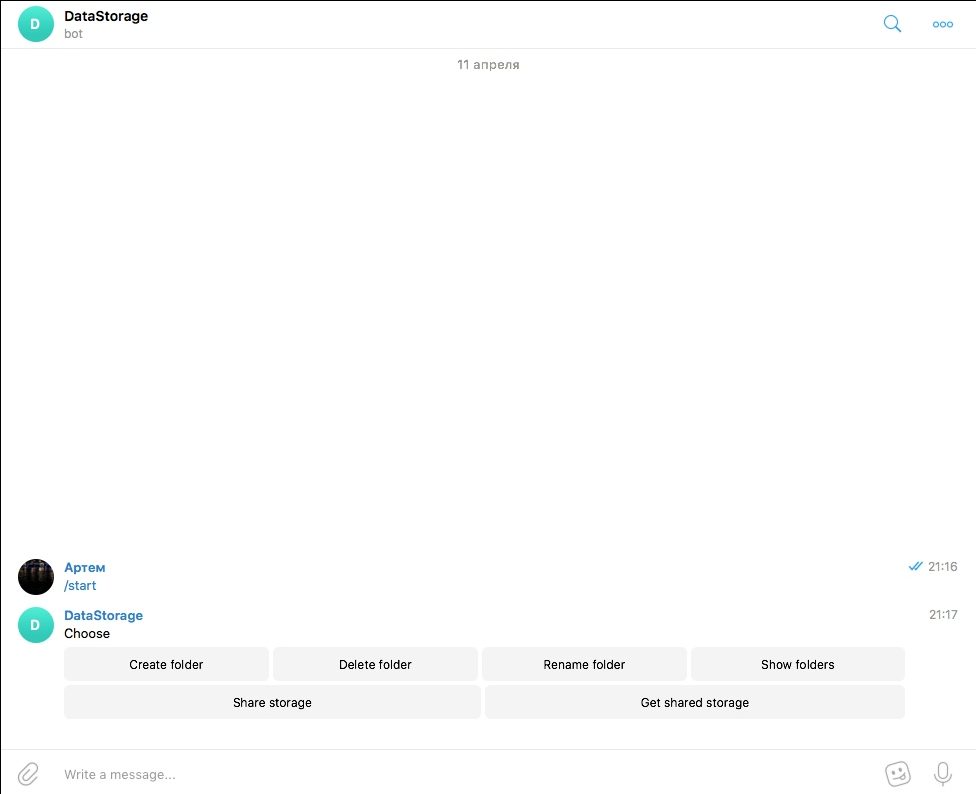 D
DataStorage
bot
11 апреля
Артем
21:16
/start
D
DataStorage
21:17
Choose
Create folder
Delete folder
Rename folder
Show folders
Share storage
Get shared storage
Write a message...